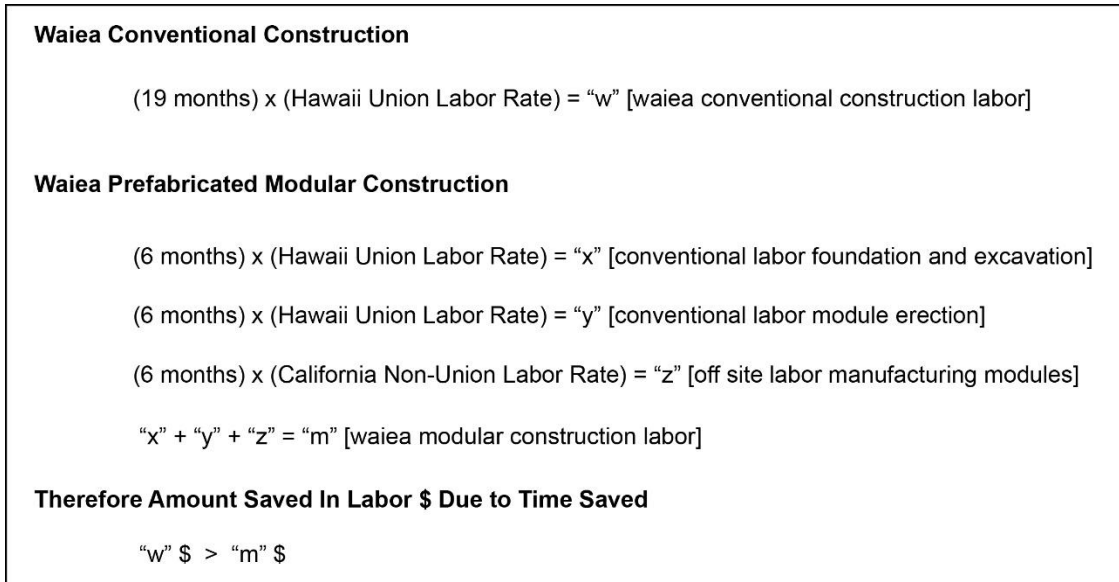 Waiea Conventional Construction
(19 months) x (Hawaii Union Labor Rate) = “w” [waiea conventional construction labor]
Waiea Prefabricated Modular Construction
(6 months) x (Hawaii Union Labor Rate) = “x” [conventional labor foundation and excavation]
(6 months) x (Hawaii Union Labor Rate) = “y” [conventional labor module erection]
(6 months) x (California Non-Union Labor Rate) = “z” [off site labor manufacturing modules]
“x” + “y” + “z” = “m” [waiea modular construction labor]
Therefore Amount Saved In Labor $ Due to Time Saved
“w” $ > “m” $